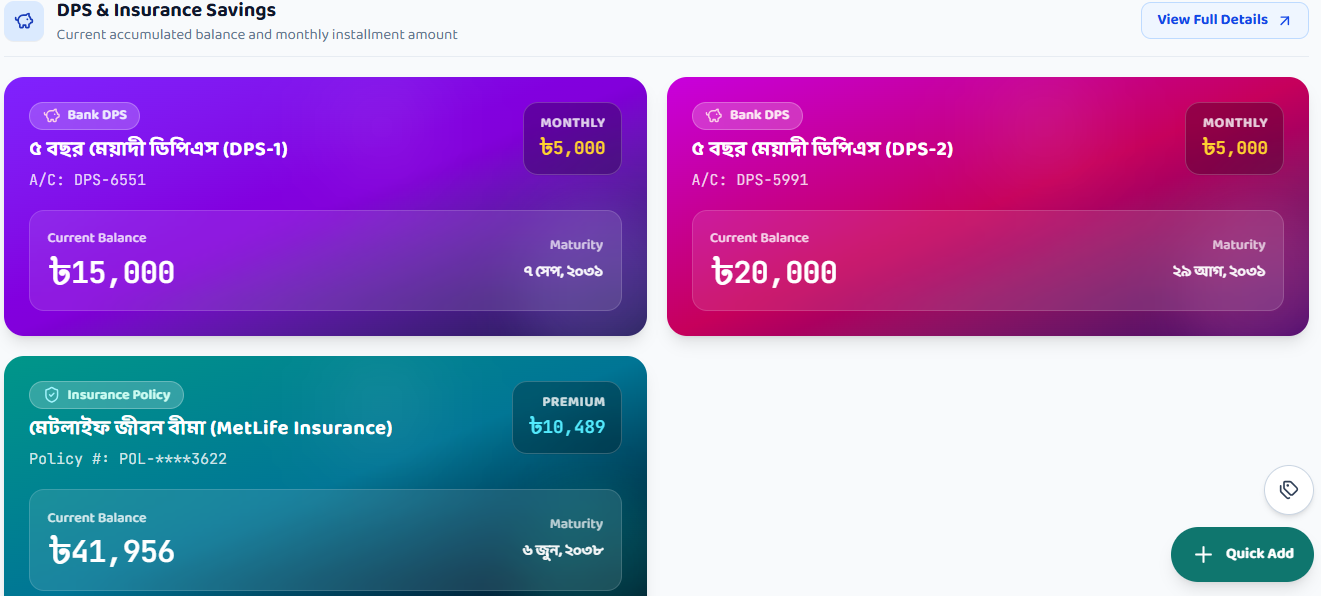 DPS & Insurance Savings
Current accumulated balance and monthly installment amount
View Full Details
Bank DPS
৫ বছর মেয়াদী ডিপিএস (DPS-1)
A/C: DPS-6551
MONTHLY
৳5,000
Current Balance
৳15,000
Maturity
৭ সেপ, ২০৩১
Bank DPS
৫ বছর মেয়াদী ডিপিএস (DPS-2)
A/C: DPS-5991
MONTHLY
৳5,000
Current Balance
৳20,000
Maturity
২৯ আগ, ২০৩১
Insurance Policy
মেটলাইফ জীবন বীমা (MetLife Insurance)
Policy #: POL-****3622
PREMIUM
৳10,489
Current Balance
৳41,956
Maturity
৬ জুন, ২০৩৮
Quick Add